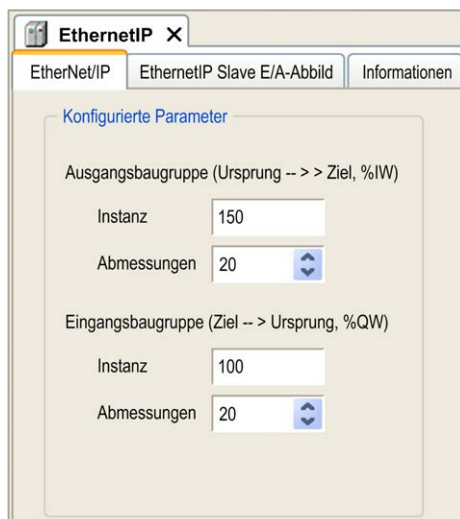 EthernetIP X
EtherNet/IP EthernetIP Slave E/A-Abbild Informationen
Konfigurierte Parameter
Ausgangsbaugruppe (Ursprung -- > > Ziel, %IW)
Instanz 150
Abmessungen 20
Eingangsbaugruppe (Ziel -- > Ursprung, %QW)
Instanz 100
Abmessungen 20